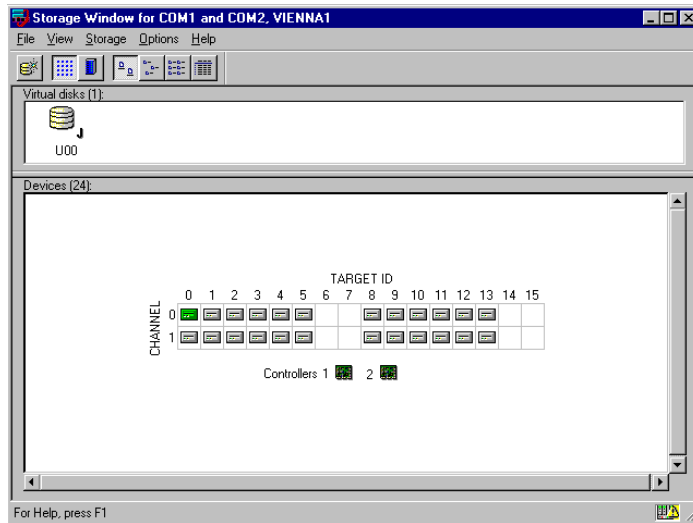 Storage Window for COM1 and COM2, VIENNA1
File View Storage Options Help
Virtual disks (1):
J
U00
Devices (24):
TARGET ID
0 1 2 3 4 5 6 7 8 9 10 11 12 13 14 15
CHANNEL
0
1
Controllers 1 2
For Help, press F1